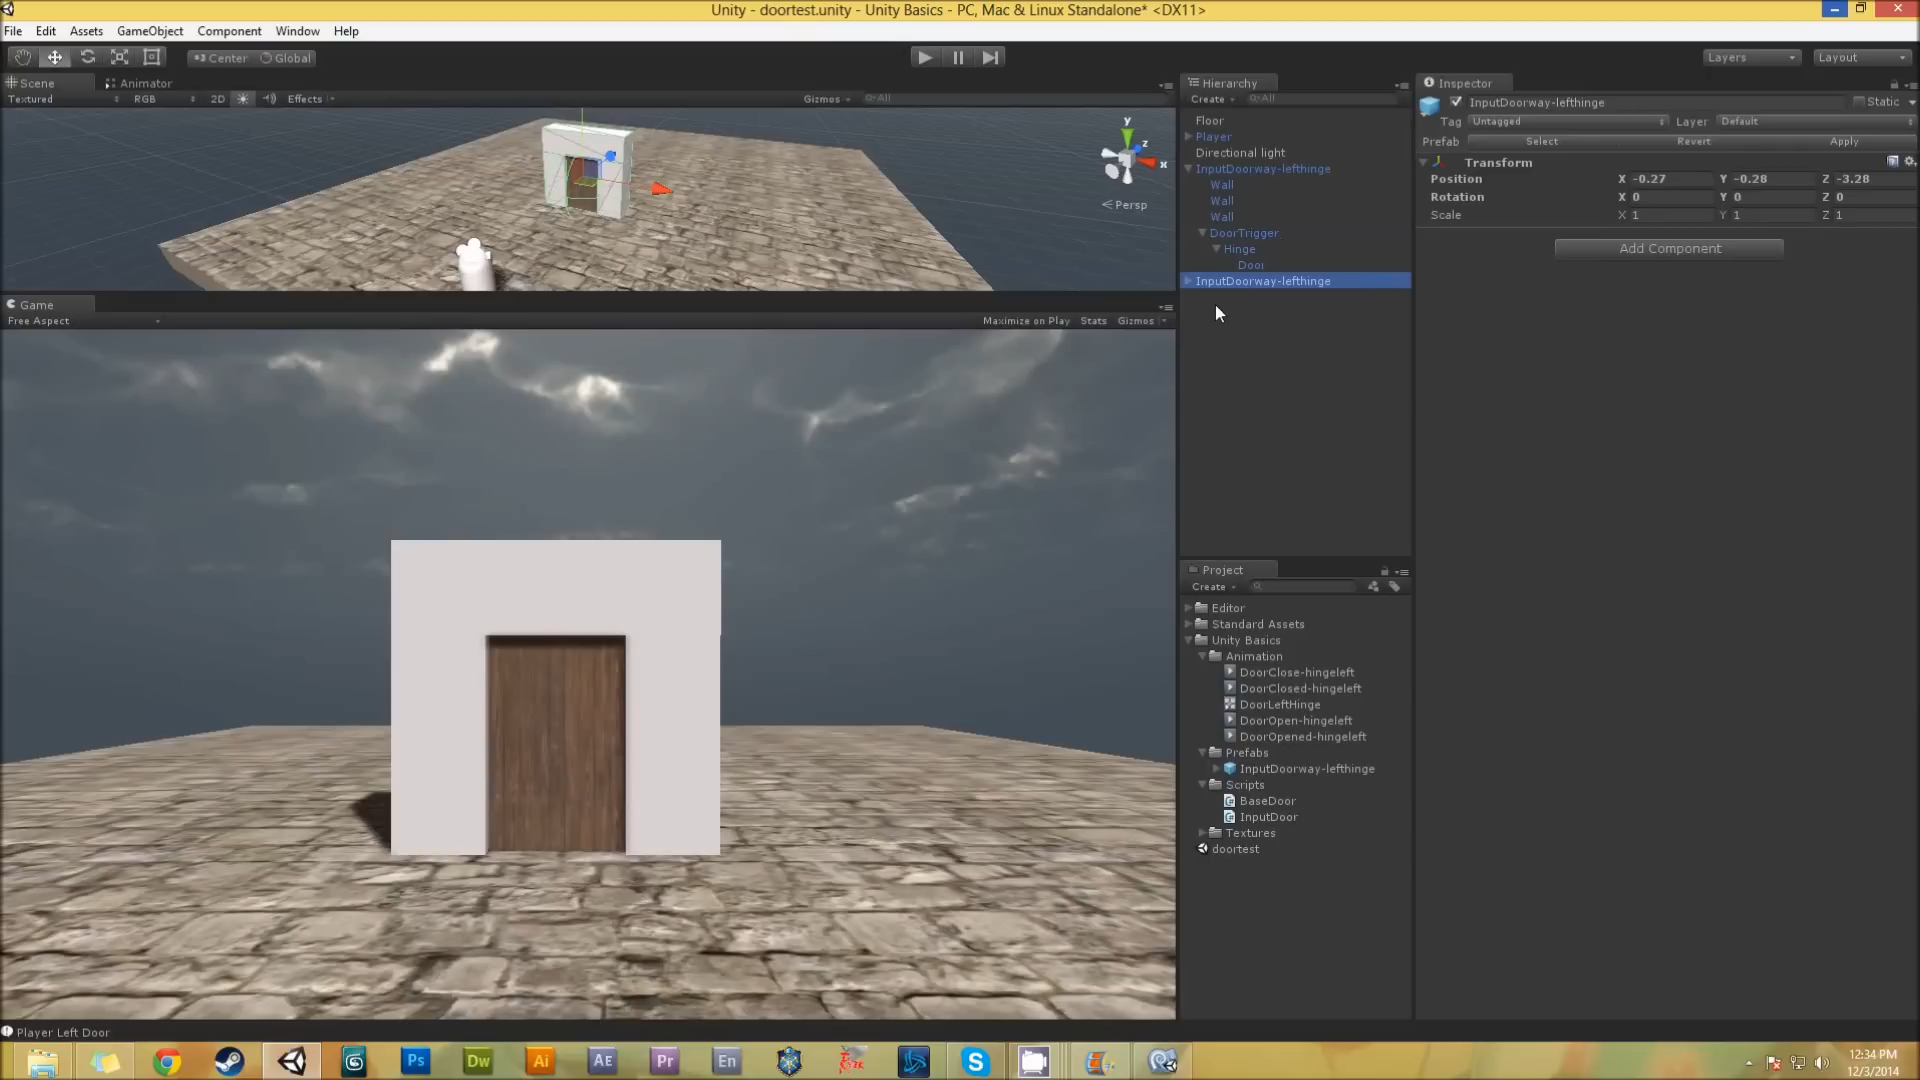 Unity - doortest.unity - Unity Basics - PC, Mac & Linux Standalone* <DX11>
File Edit Assets GameObject Component Window Help
Center Global
Layers Layout
Scene Animator
Textured RGB 2D Effects
Gizmos All
y
z
x
Persp
Hierarchy
Create All
Floor
Player
Directional light
InputDoorway-lefthinge
Wall
Wall
Wall
DoorTrigger
Hinge
Door
InputDoorway-lefthinge
Inspector
InputDoorway-lefthinge Static
Tag Untagged Layer Default
Prefab Select Revert Apply
Transform
Position X -0.27 Y -0.28 Z -3.28
Rotation X 0 Y 0 Z 0
Scale X 1 Y 1 Z 1
Add Component
Game
Free Aspect
Maximize on Play Stats Gizmos
Project
Create
Editor
Standard Assets
Unity Basics
Animation
DoorClose-hingeleft
DoorClosed-hingeleft
DoorLeftHinge
DoorOpen-hingeleft
DoorOpened-hingeleft
Prefabs
InputDoorway-lefthinge
Scripts
BaseDoor
InputDoor
Textures
doortest
Player Left Door
Ps Dw Ai AE Pr En
12:34 PM
12/3/2014